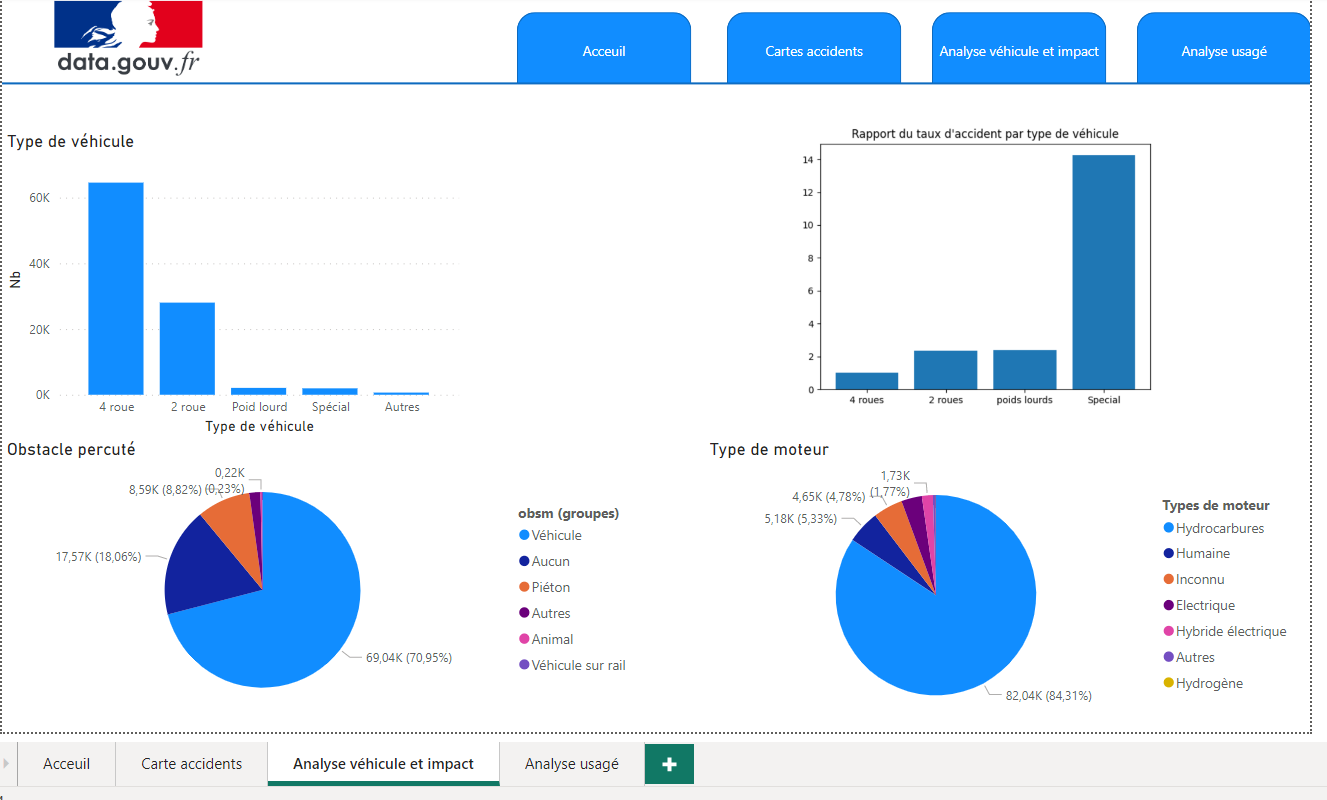 data.gouv.fr
Acceuil
Cartes accidents
Analyse véhicule et impact
Analyse usagé
Type de véhicule
Nb
60K
40K
20K
0K
4 roue
2 roue
Poid lourd
Spécial
Autres
Type de véhicule
Rapport du taux d'accident par type de véhicule
14
12
10
8
6
4
2
0
4 roues
2 roues
poids lourds
Special
Obstacle percuté
0,22K
(0,23%)
8,59K (8,82%)
17,57K (18,06%)
69,04K (70,95%)
obsm (groupes)
Véhicule
Aucun
Piéton
Autres
Animal
Véhicule sur rail
Type de moteur
1,73K
(1,77%)
4,65K (4,78%)
5,18K (5,33%)
82,04K (84,31%)
Types de moteur
Hydrocarbures
Humaine
Inconnu
Electrique
Hybride électrique
Autres
Hydrogène
Acceuil
Carte accidents
Analyse véhicule et impact
Analyse usagé